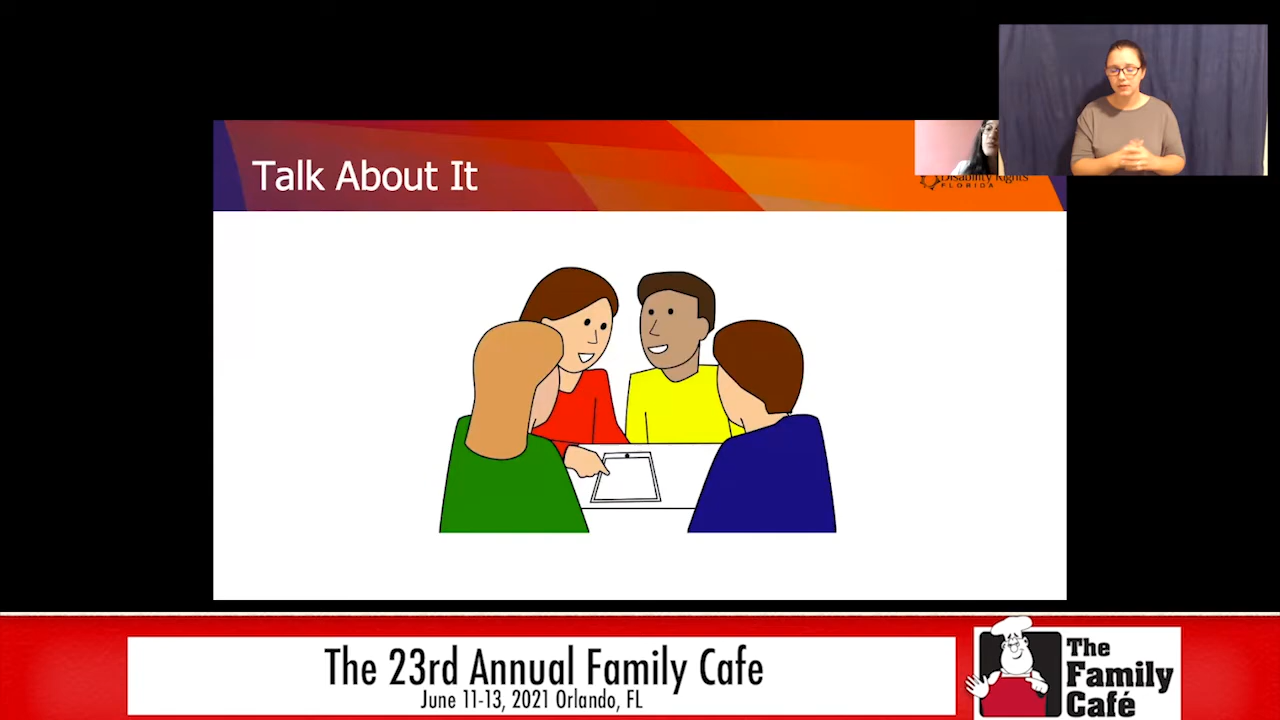 Talk About It
Disability Rights
FLORIDA
The 23rd Annual Family Cafe
June 11-13, 2021 Orlando, FL
The
Family
Café